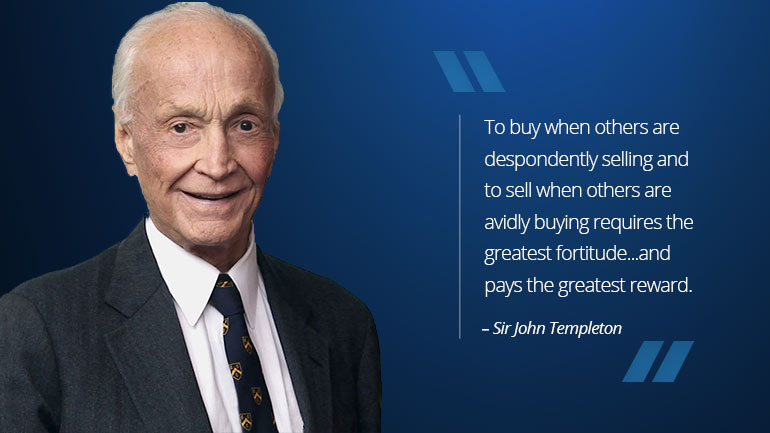 To buy when others are
despondently selling and
to sell when others are
avidly buying requires the
greatest fortitude...and
pays the greatest reward.
– Sir John Templeton